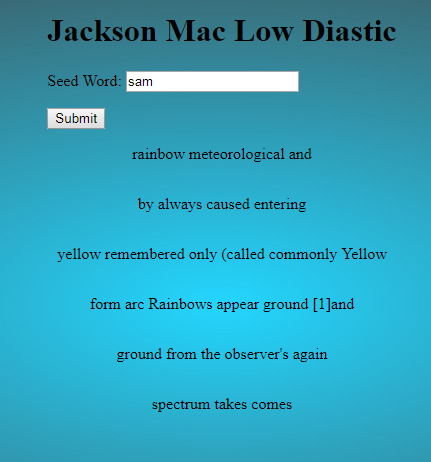 Jackson Mac Low Diastic
Seed Word: sam
Submit
rainbow meteorological and
by always caused entering
yellow remembered only (called commonly Yellow
form arc Rainbows appear ground [1]and
ground from the observer's again
spectrum takes comes